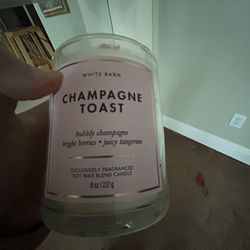 WHITE BARN
CHAMPAGNE
TOAST
bubbly champagne
bright berries • juicy tangerine
EXCLUSIVELY FRAGRANCED
SOY WAX BLEND CANDLE
8 oz / 227 g